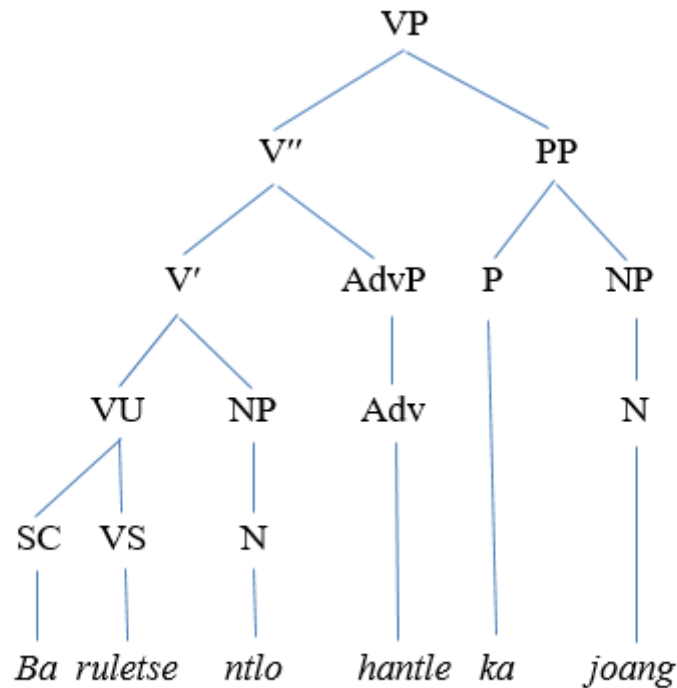 VP
V″ PP
V′ AdvP P NP
VU NP Adv N
SC VS N
Ba ruletse ntlo hantle ka joang